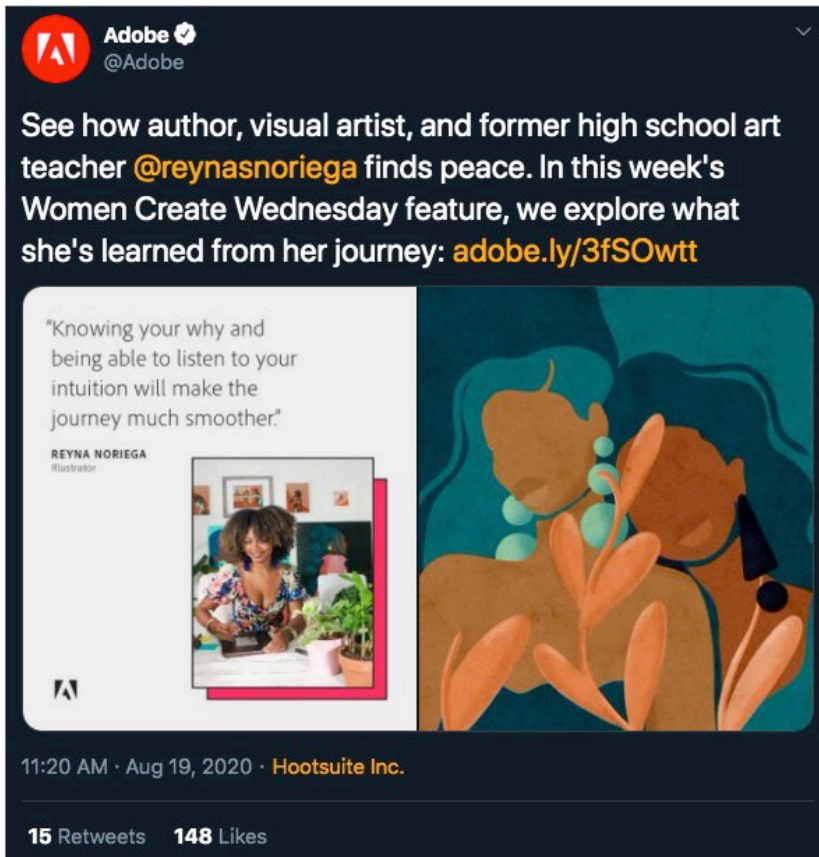 Adobe
@Adobe
See how author, visual artist, and former high school art
teacher @reynasnoriega finds peace. In this week's
Women Create Wednesday feature, we explore what
she's learned from her journey: adobe.ly/3fSOwtt
"Knowing your why and
being able to listen to your
intuition will make the
journey much smoother."
REYNA NORIEGA
Illustrator
11:20 AM · Aug 19, 2020 · Hootsuite Inc.
15 Retweets 148 Likes